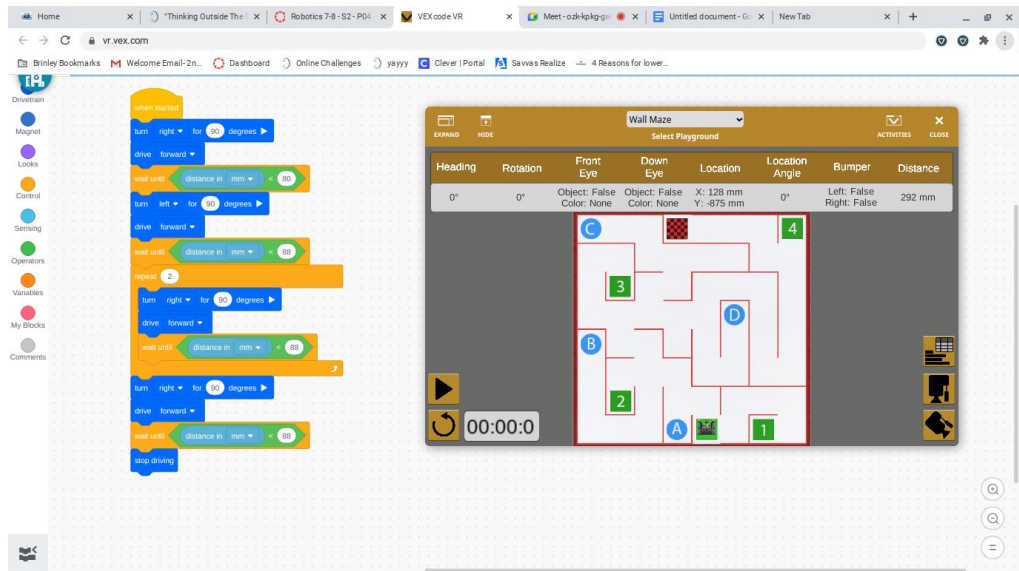 Home
"Thinking Outside The
Robotics 7-8 - S2 - P04
VEXcode VR
Meet - ozk-kpkg-gai
Untitled document - Go
New Tab
vr.vex.com
Brinley Bookmarks
Welcome Email- 2n...
Dashboard
Online Challenges
yayyy
Clever | Portal
Savvas Realize
4 Reasons for lower...
Drivetrain
Magnet
Looks
Control
Sensing
Operators
Variables
My Blocks
Comments
when started
turn right for 90 degrees
drive forward
wait until distance in mm < 80
turn left for 90 degrees
drive forward
wait until distance in mm < 88
repeat 2
turn right for 90 degrees
drive forward
wait until distance in mm < 88
turn right for 90 degrees
drive forward
wait until distance in mm < 88
stop driving
EXPAND
HIDE
Wall Maze
Select Playground
ACTIVITIES
CLOSE
Heading Rotation Front Eye Down Eye Location Location Angle Bumper Distance
0° 0° Object: False Object: False X: 128 mm 0° Left: False 292 mm
Color: None Color: None Y: -875 mm Right: False
C 4
3
D
B
2
A 1
00:00:0